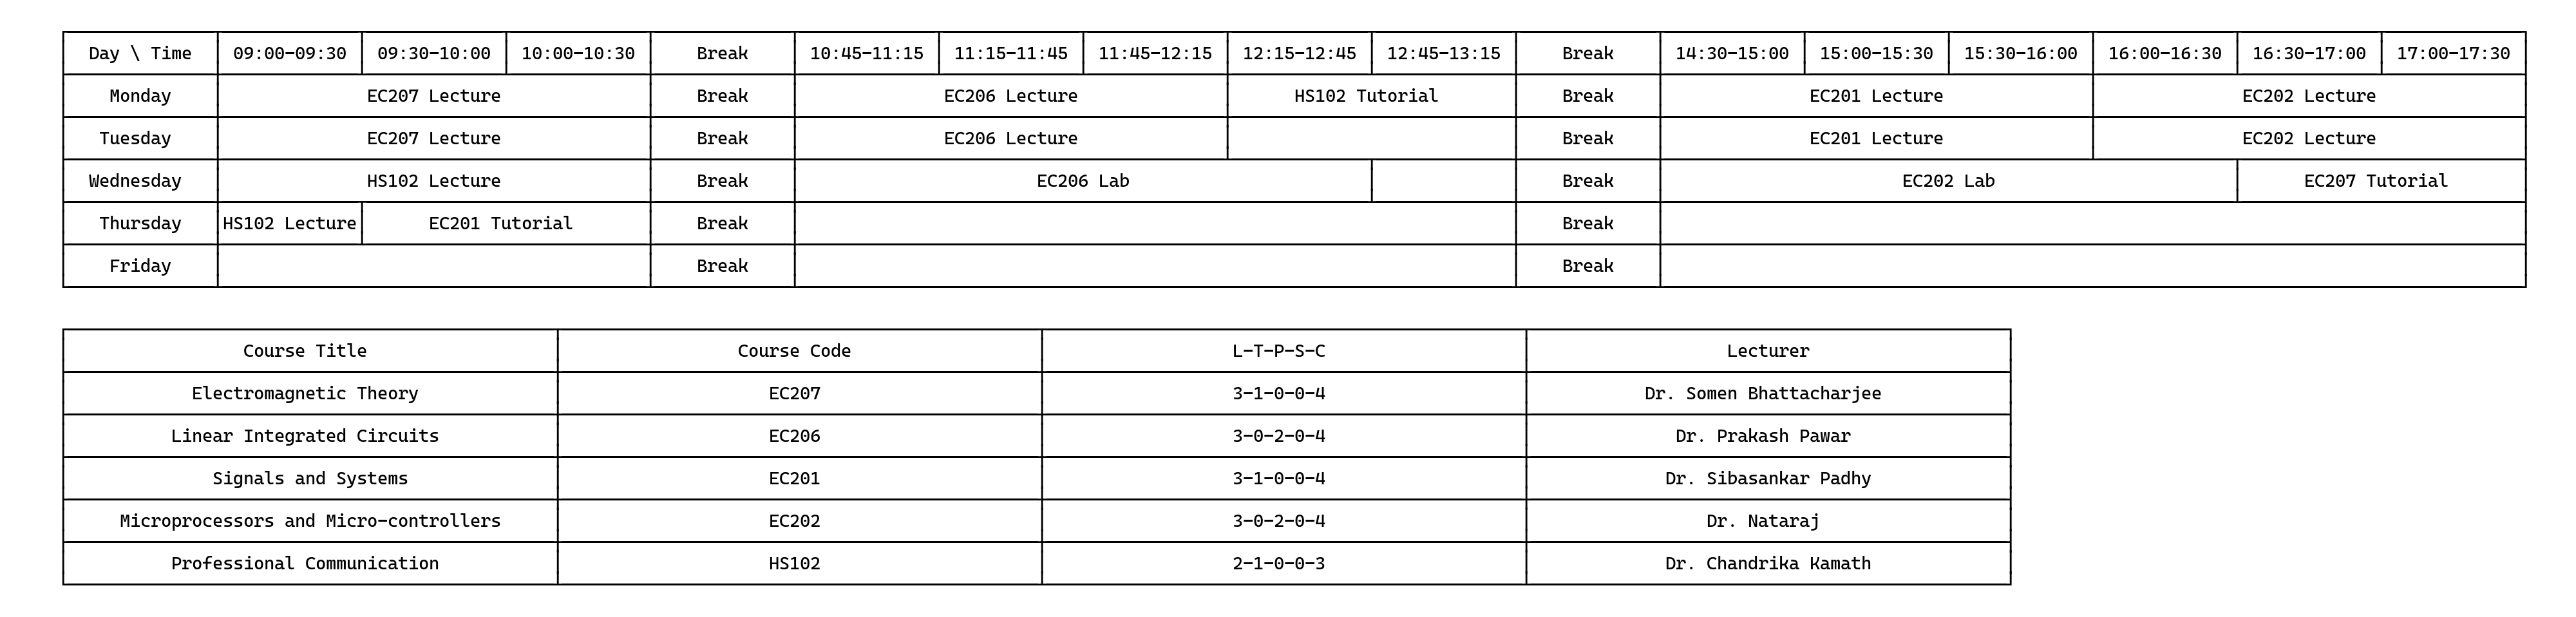 Day \ Time 09:00-09:30 09:30-10:00 10:00-10:30 Break 10:45-11:15 11:15-11:45 11:45-12:15 12:15-12:45 12:45-13:15 Break 14:30-15:00 15:00-15:30 15:30-16:00 16:00-16:30 16:30-17:00 17:00-17:30
Monday EC207 Lecture Break EC206 Lecture HS102 Tutorial Break EC201 Lecture EC202 Lecture
Tuesday EC207 Lecture Break EC206 Lecture Break EC201 Lecture EC202 Lecture
Wednesday HS102 Lecture Break EC206 Lab Break EC202 Lab EC207 Tutorial
Thursday HS102 Lecture EC201 Tutorial Break Break
Friday Break Break
Course Title Course Code L-T-P-S-C Lecturer
Electromagnetic Theory EC207 3-1-0-0-4 Dr. Somen Bhattacharjee
Linear Integrated Circuits EC206 3-0-2-0-4 Dr. Prakash Pawar
Signals and Systems EC201 3-1-0-0-4 Dr. Sibasankar Padhy
Microprocessors and Micro-controllers EC202 3-0-2-0-4 Dr. Nataraj
Professional Communication HS102 2-1-0-0-3 Dr. Chandrika Kamath